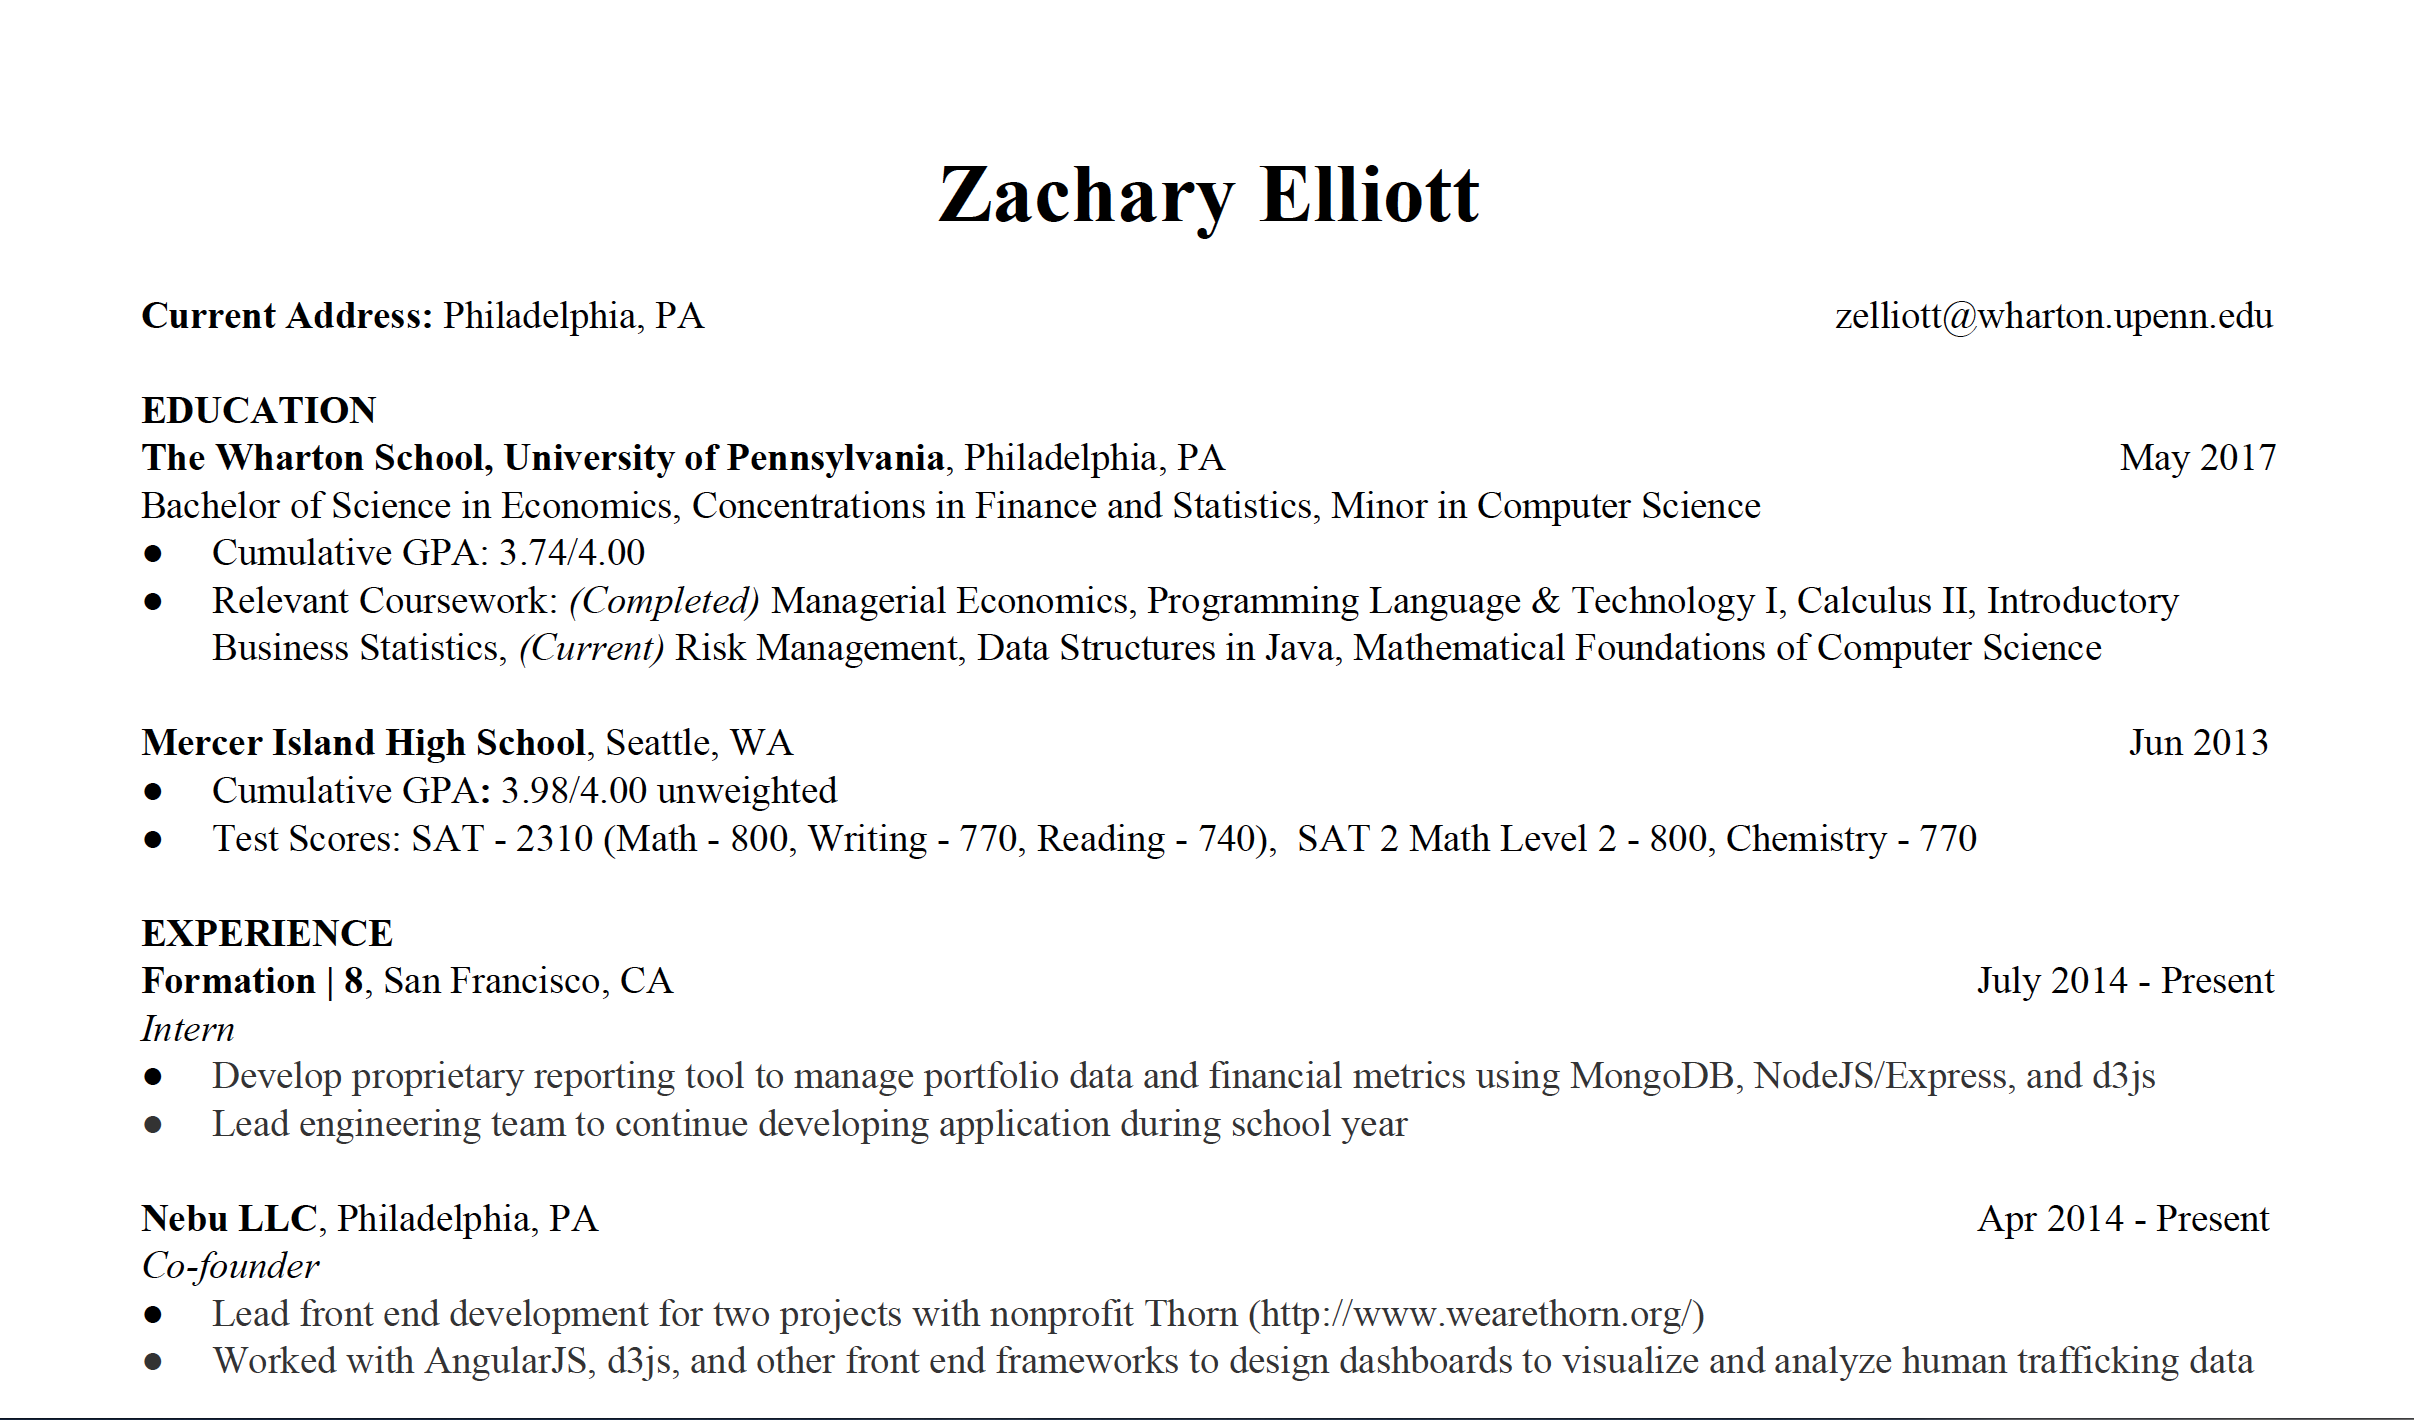 Zachary Elliott
Current Address: Philadelphia, PA zelliott@wharton.upenn.edu
EDUCATION
The Wharton School, University of Pennsylvania, Philadelphia, PA May 2017
Bachelor of Science in Economics, Concentrations in Finance and Statistics, Minor in Computer Science
● Cumulative GPA: 3.74/4.00
● Relevant Coursework: (Completed) Managerial Economics, Programming Language & Technology I, Calculus II, Introductory
Business Statistics, (Current) Risk Management, Data Structures in Java, Mathematical Foundations of Computer Science
Mercer Island High School, Seattle, WA Jun 2013
● Cumulative GPA: 3.98/4.00 unweighted
● Test Scores: SAT - 2310 (Math - 800, Writing - 770, Reading - 740), SAT 2 Math Level 2 - 800, Chemistry - 770
EXPERIENCE
Formation | 8, San Francisco, CA July 2014 - Present
Intern
● Develop proprietary reporting tool to manage portfolio data and financial metrics using MongoDB, NodeJS/Express, and d3js
● Lead engineering team to continue developing application during school year
Nebu LLC, Philadelphia, PA Apr 2014 - Present
Co-founder
● Lead front end development for two projects with nonprofit Thorn (http://www.wearethorn.org/)
● Worked with AngularJS, d3js, and other front end frameworks to design dashboards to visualize and analyze human trafficking data